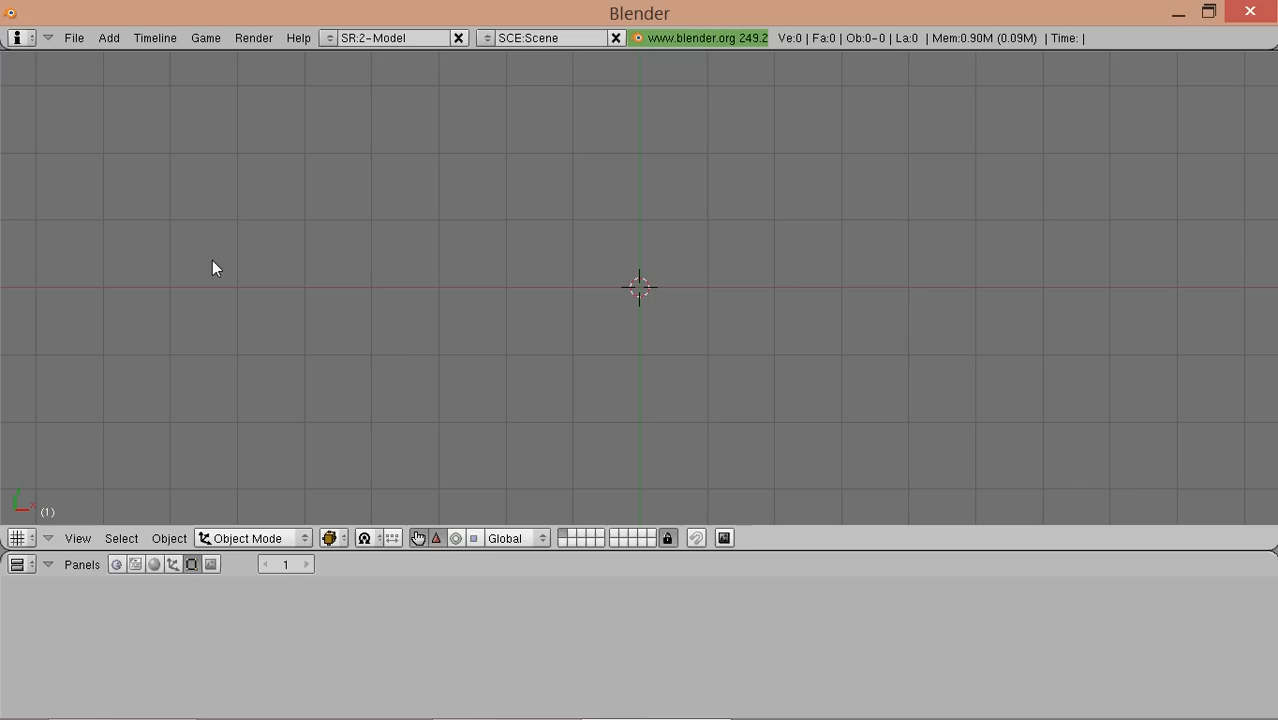 Blender
File Add Timeline Game Render Help SR:2-Model SCE:Scene www.blender.org 249.2 Ve:0 | Fa:0 | Ob:0-0 | La:0 | Mem:0.90M (0.09M) | Time: |
x
(1)
View Select Object Object Mode Global
Panels 1